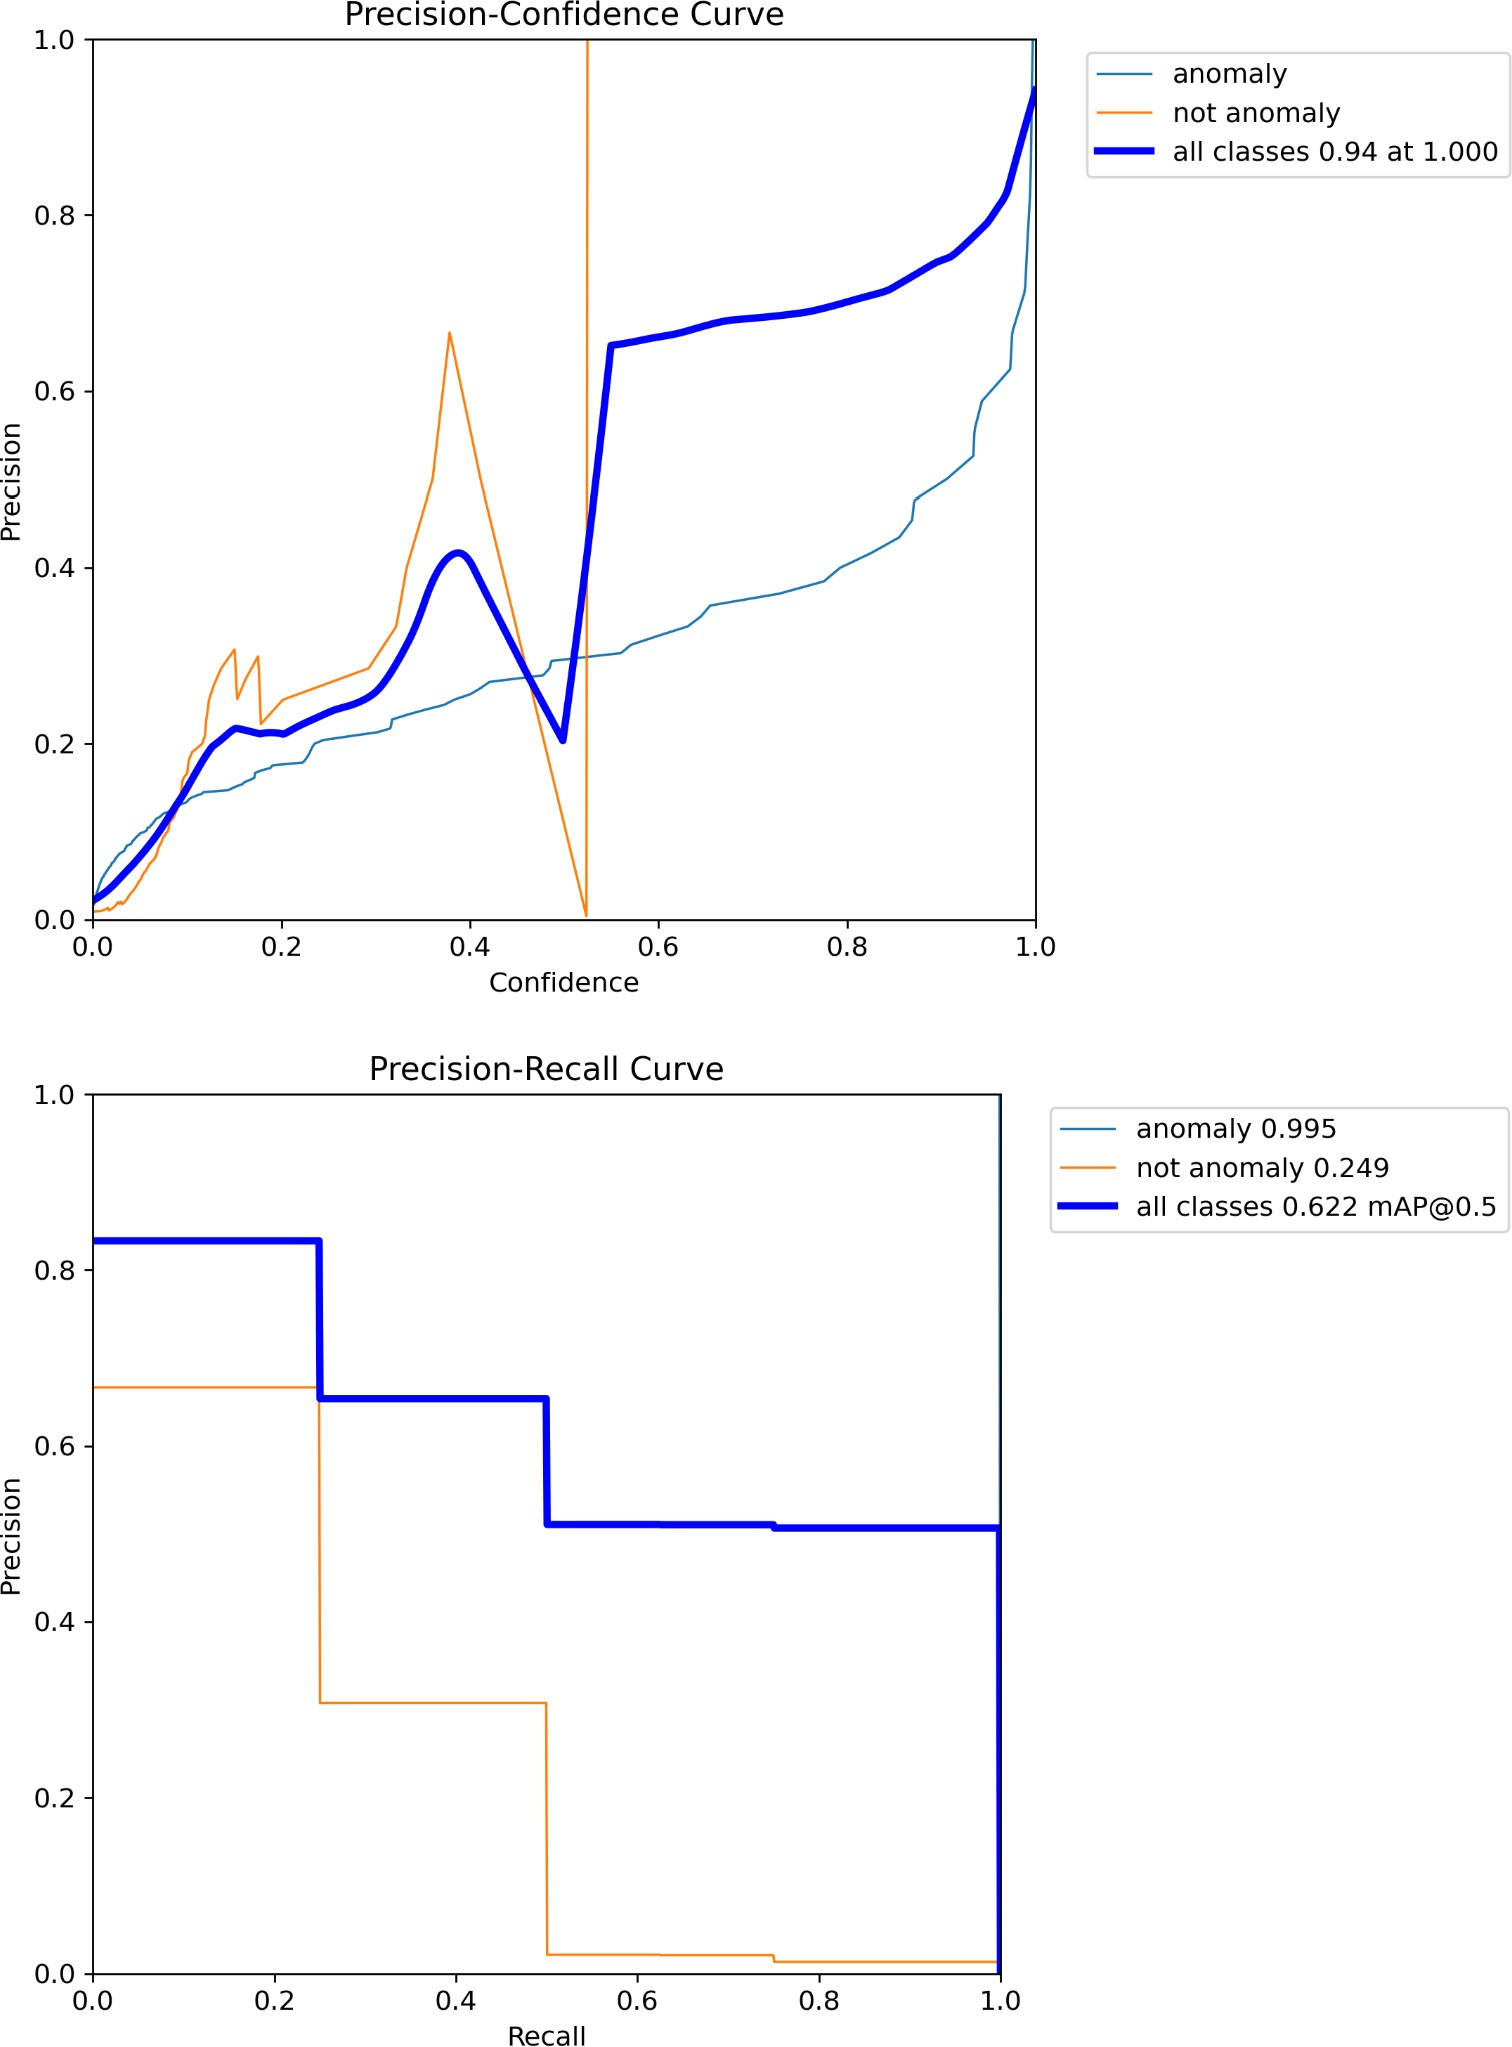 Precision-Confidence Curve
1.0
0.8
0.6
0.4
0.2
0.0
Precision
0.0 0.2 0.4 0.6 0.8 1.0
Confidence
anomaly
not anomaly
all classes 0.94 at 1.000
Precision-Recall Curve
1.0
0.8
0.6
0.4
0.2
0.0
Precision
0.0 0.2 0.4 0.6 0.8 1.0
Recall
anomaly 0.995
not anomaly 0.249
all classes 0.622 mAP@0.5